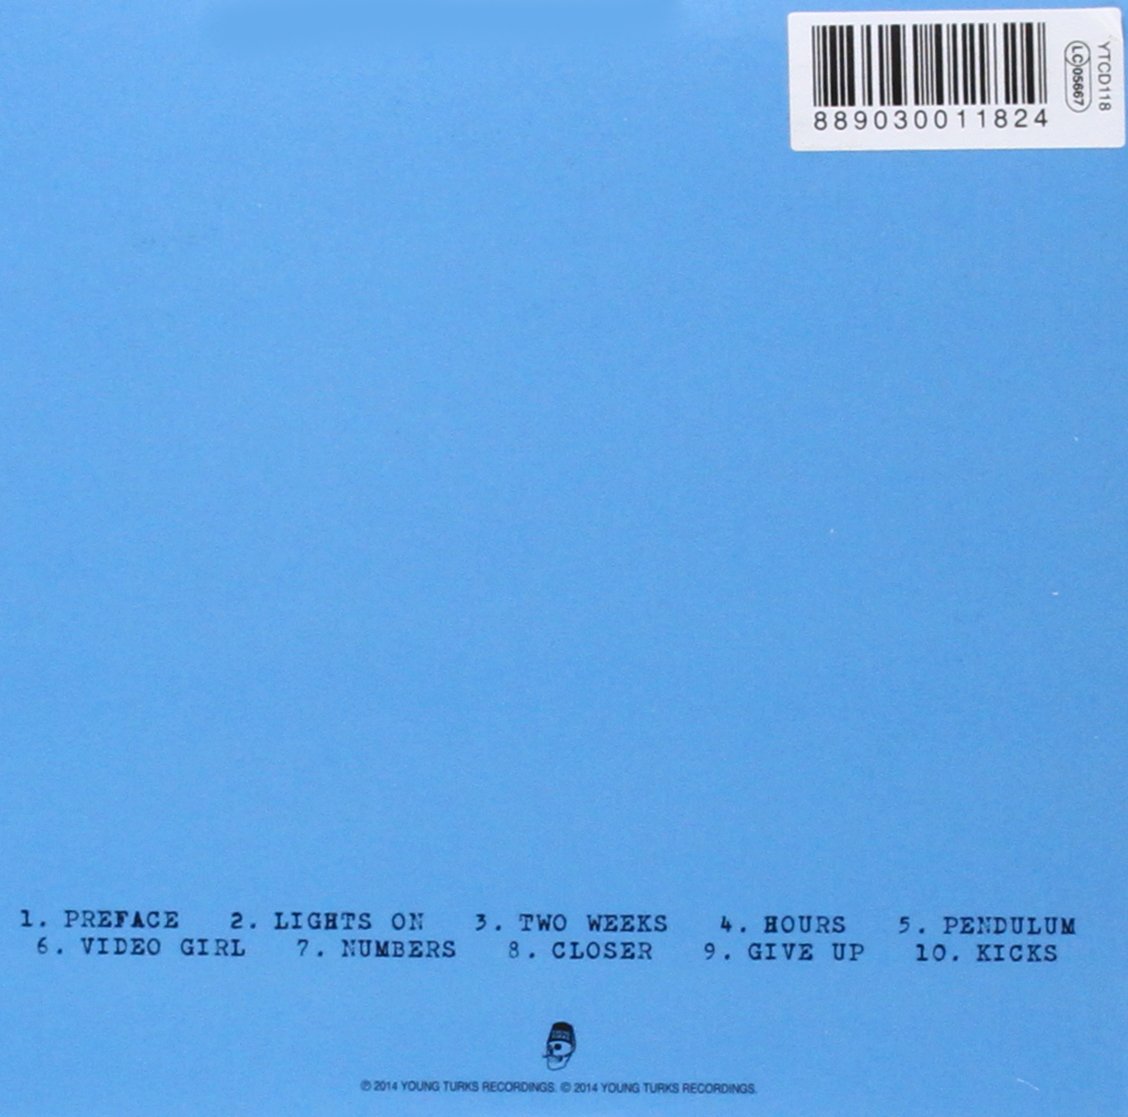 YTCD118
LC 05667
889030011824
1. PREFACE 2. LIGHTS ON 3. TWO WEEKS 4. HOURS 5. PENDULUM
6. VIDEO GIRL 7. NUMBERS 8. CLOSER 9. GIVE UP 10. KICKS
℗ 2014 YOUNG TURKS RECORDINGS. © 2014 YOUNG TURKS RECORDINGS.